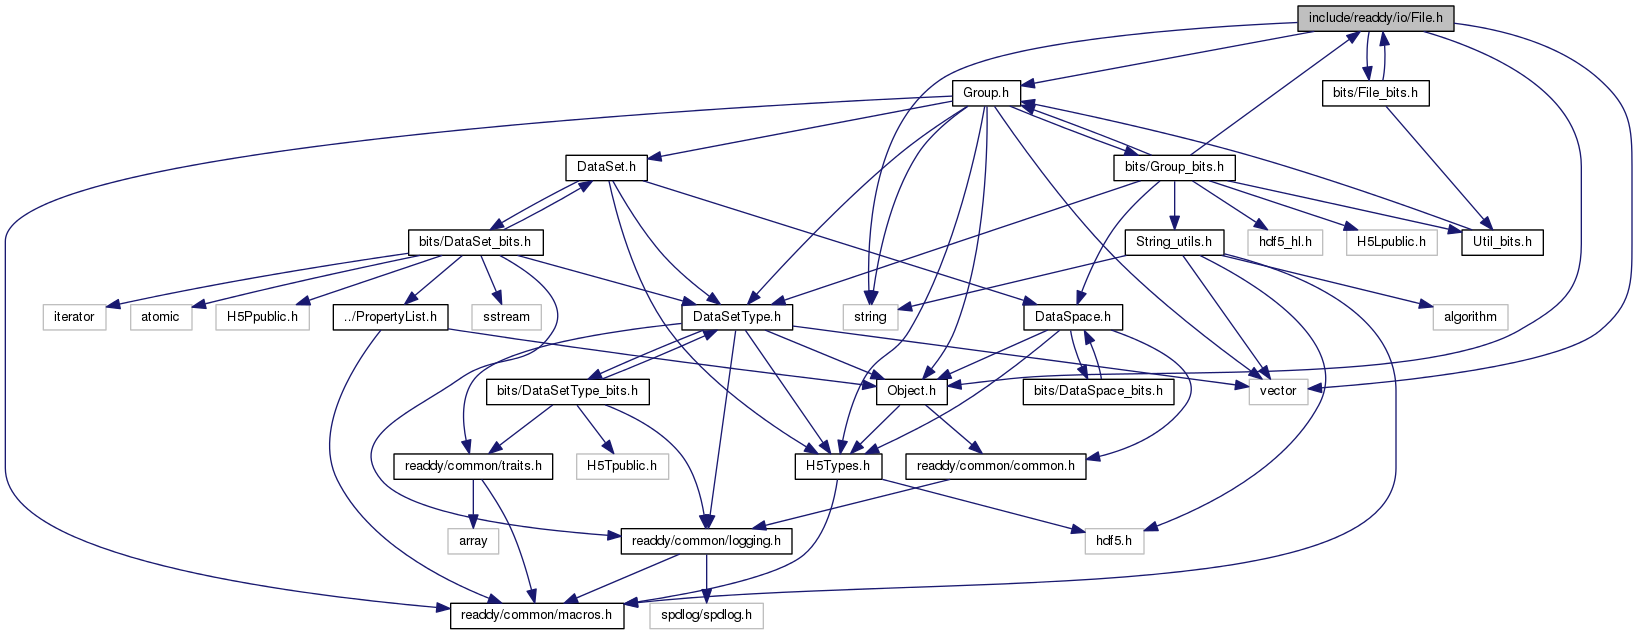 include/readdy/io/File.h
Group.h
bits/File_bits.h
DataSet.h
bits/Group_bits.h
bits/DataSet_bits.h
String_utils.h
hdf5_hl.h
H5Lpublic.h
Util_bits.h
iterator
atomic
H5Ppublic.h
../PropertyList.h
sstream
DataSetType.h
string
DataSpace.h
algorithm
bits/DataSetType_bits.h
Object.h
bits/DataSpace_bits.h
vector
readdy/common/traits.h
H5Tpublic.h
H5Types.h
readdy/common/common.h
array
readdy/common/logging.h
hdf5.h
readdy/common/macros.h
spdlog/spdlog.h